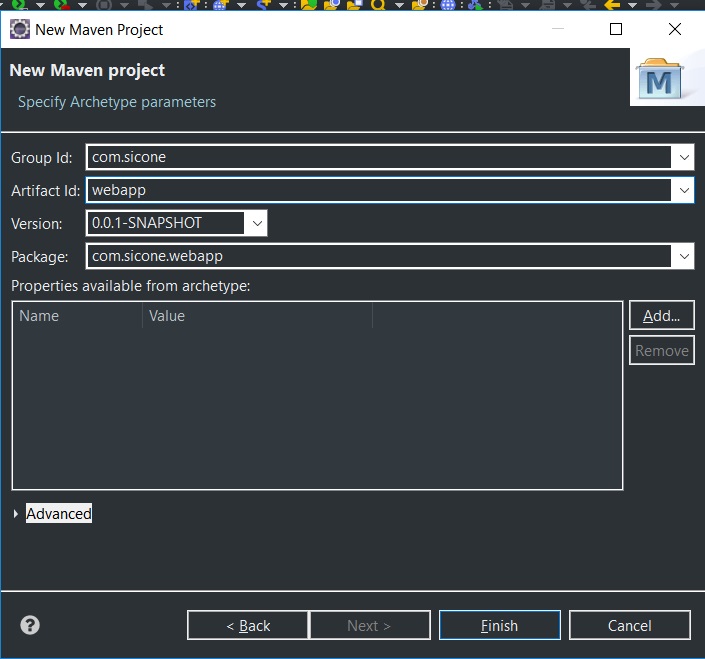 New Maven Project
New Maven project
Specify Archetype parameters
M
Group Id: com.sicone
Artifact Id: webapp
Version: 0.0.1-SNAPSHOT
Package: com.sicone.webapp
Properties available from archetype:
Name Value
Add...
Remove
Advanced
? < Back Next > Finish Cancel